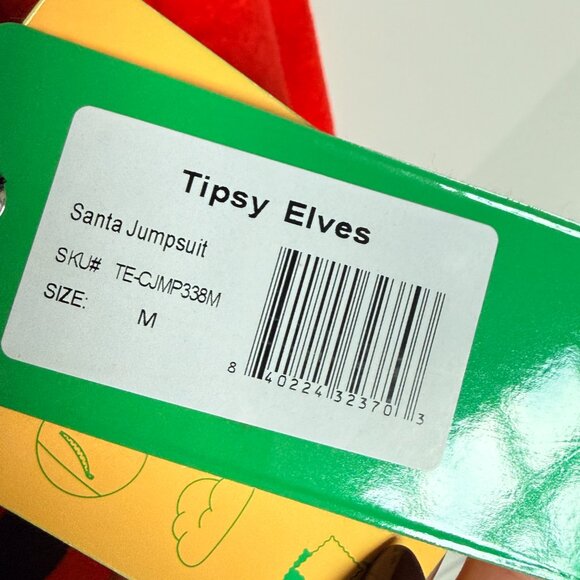 Tipsy Elves
Santa Jumpsuit
SKU# TE-CJMP338M
SIZE: M
8 40224 32370 3